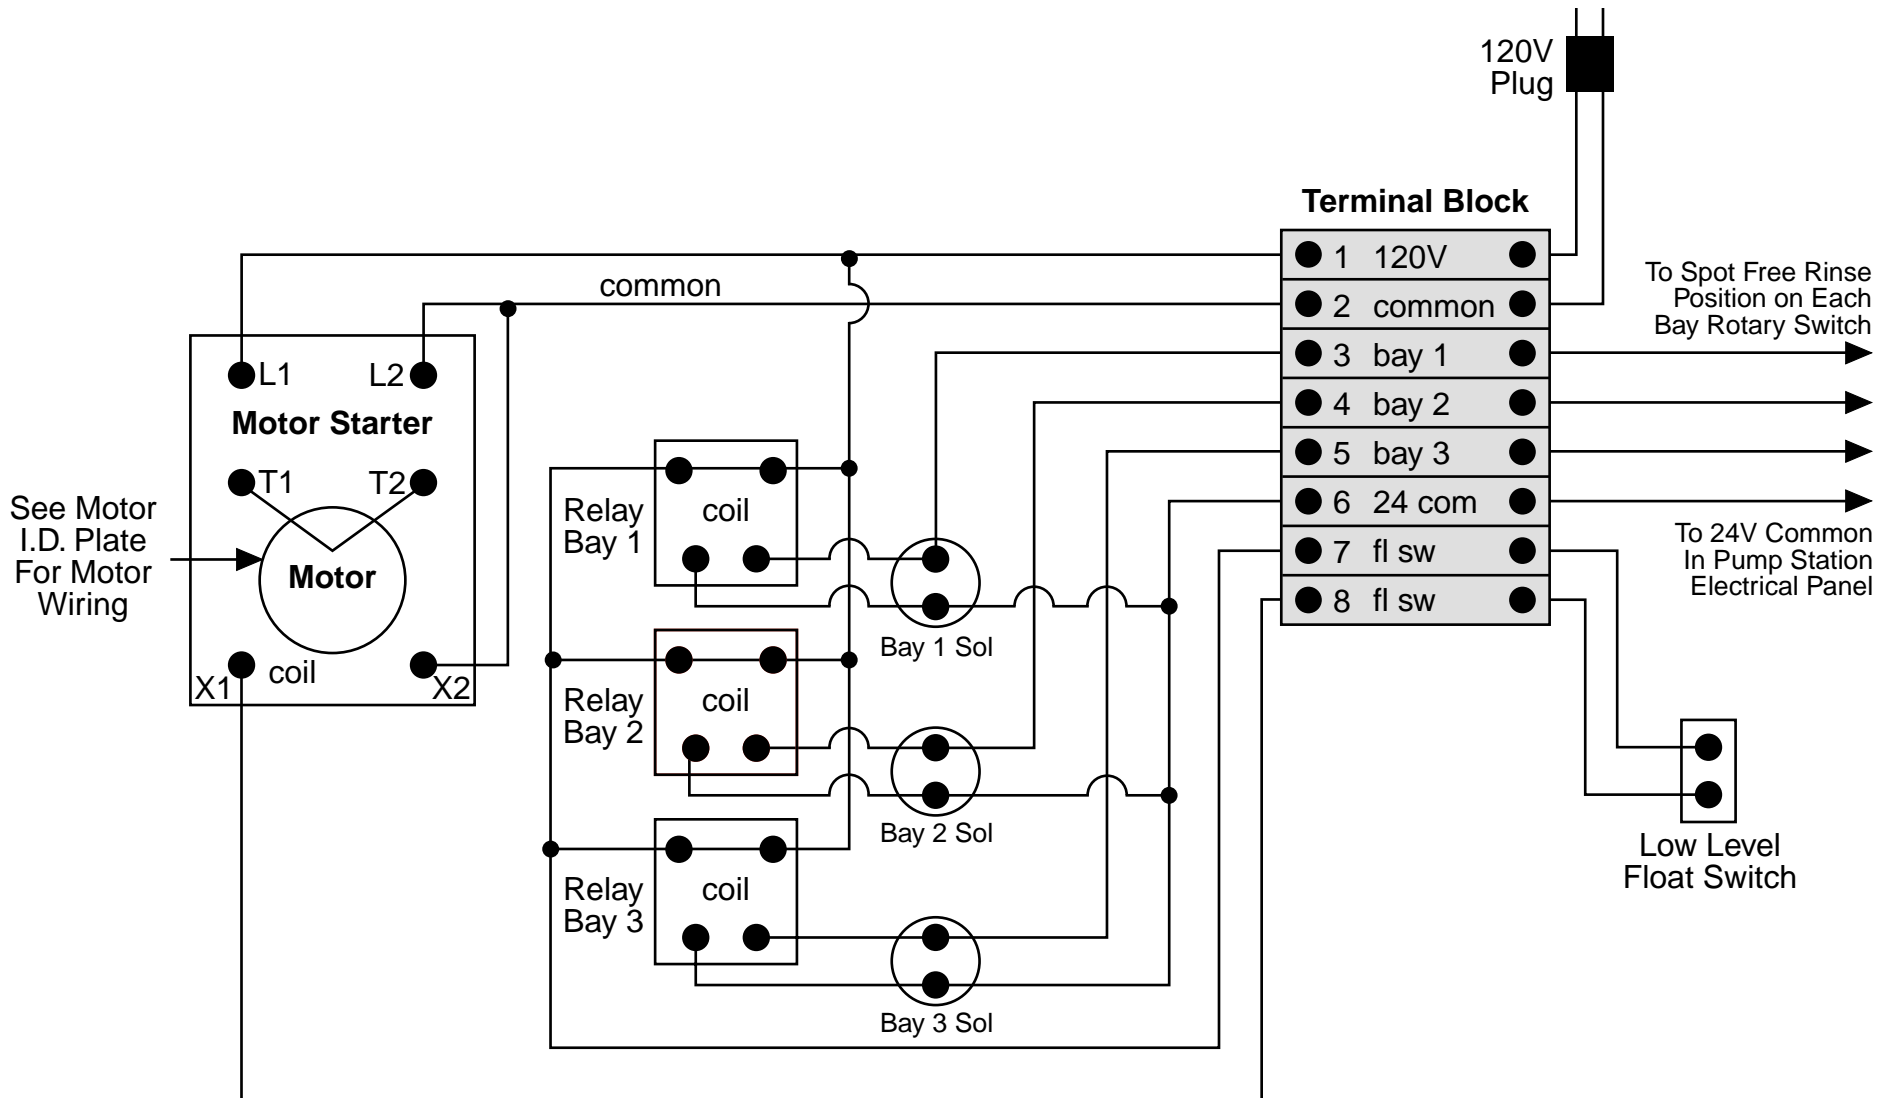 120V
Plug
Terminal Block
1 120V
2 common
3 bay 1
4 bay 2
5 bay 3
6 24 com
7 fl sw
8 fl sw
To Spot Free Rinse
Position on Each
Bay Rotary Switch
To 24V Common
In Pump Station
Electrical Panel
common
L1
L2
Motor Starter
T1
T2
See Motor
I.D. Plate
For Motor
Wiring
Motor
X1
coil
X2
Relay
Bay 1
coil
Bay 1 Sol
Relay
Bay 2
coil
Bay 2 Sol
Relay
Bay 3
coil
Bay 3 Sol
Low Level
Float Switch